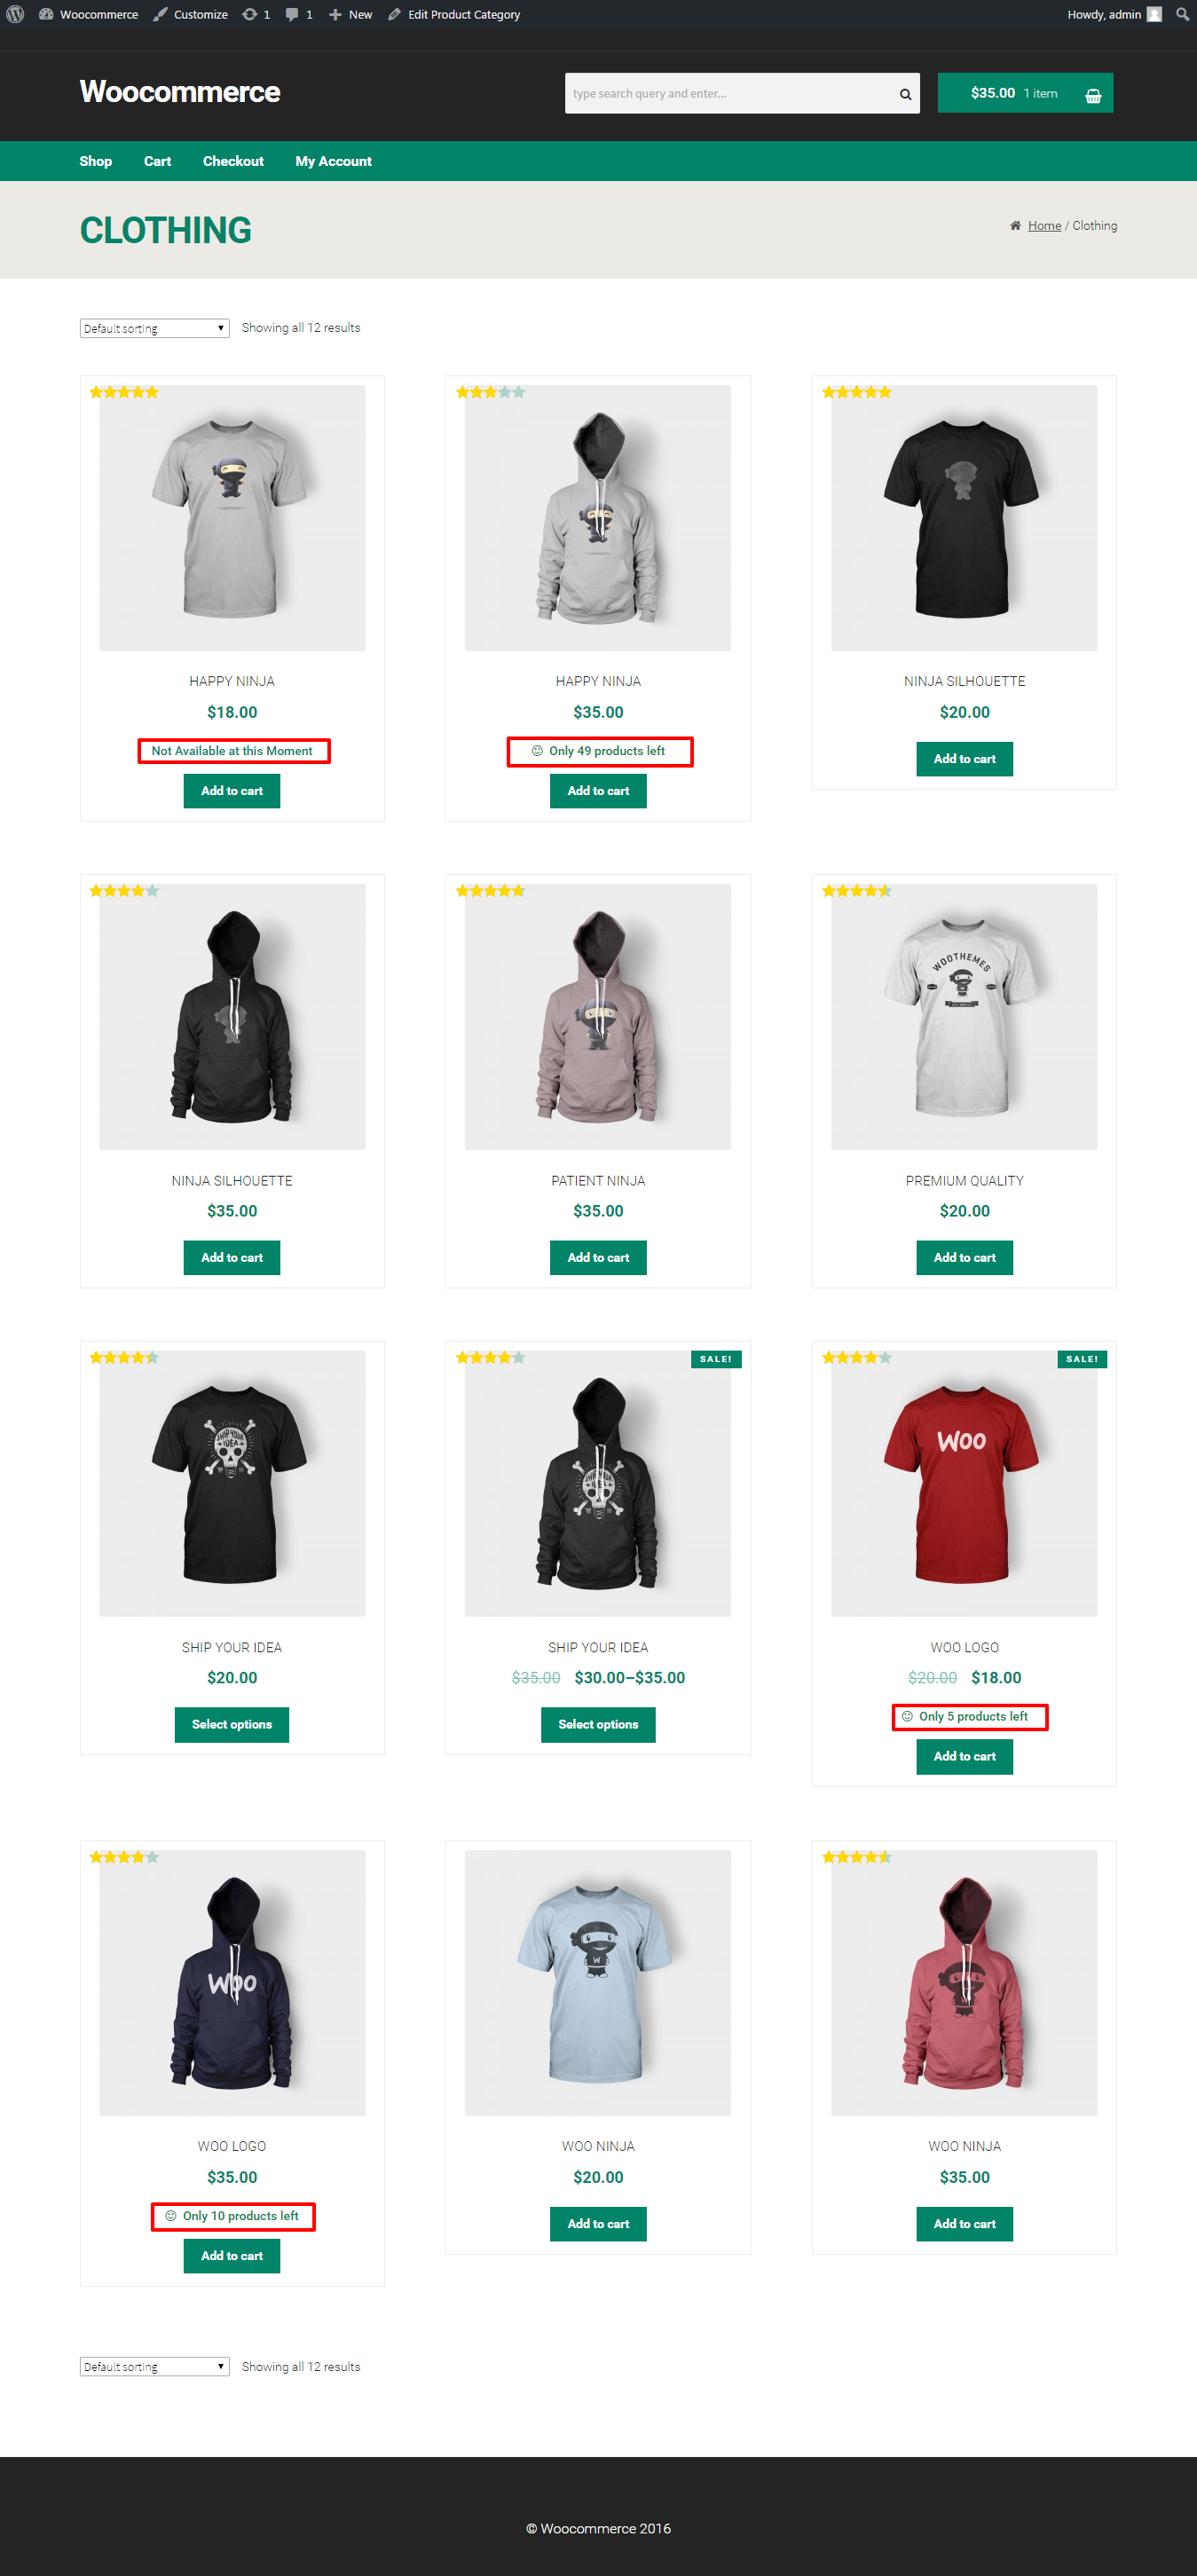 Woocommerce Customize 1 1 New Edit Product Category Howdy, admin
Woocommerce type search query and enter... $35.00 1 item
Shop Cart Checkout My Account
CLOTHING Home / Clothing
Default sorting Showing all 12 results
HAPPY NINJA HAPPY NINJA NINJA SILHOUETTE
$18.00 $35.00 $20.00
Not Available at this Moment Only 49 products left
Add to cart Add to cart Add to cart
WOOTHEMES
NINJA SILHOUETTE PATIENT NINJA PREMIUM QUALITY
$35.00 $35.00 $20.00
Add to cart Add to cart Add to cart
SALE! SALE!
SHIP YOUR IDEA SHIP YOUR IDEA WOO
SHIP YOUR IDEA SHIP YOUR IDEA WOO LOGO
$20.00 $35.00 $30.00–$35.00 $20.00 $18.00
Only 5 products left
Select options Select options Add to cart
WOO W
WOO LOGO WOO NINJA WOO NINJA
$35.00 $20.00 $35.00
Only 10 products left
Add to cart Add to cart Add to cart
Default sorting Showing all 12 results
© Woocommerce 2016